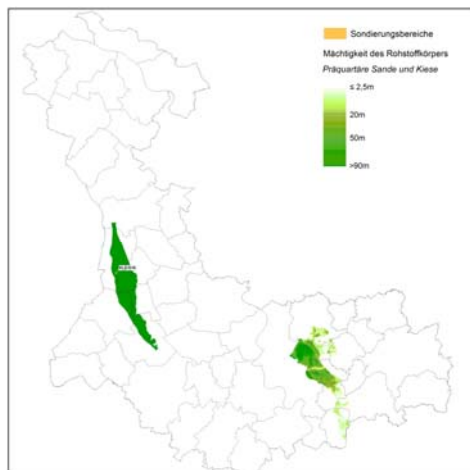 Sondierungsbereiche
Mächtigkeit des Rohstoffkörpers
Präquartäre Sande und Kiese
≤ 2,5m
20m
50m
>90m